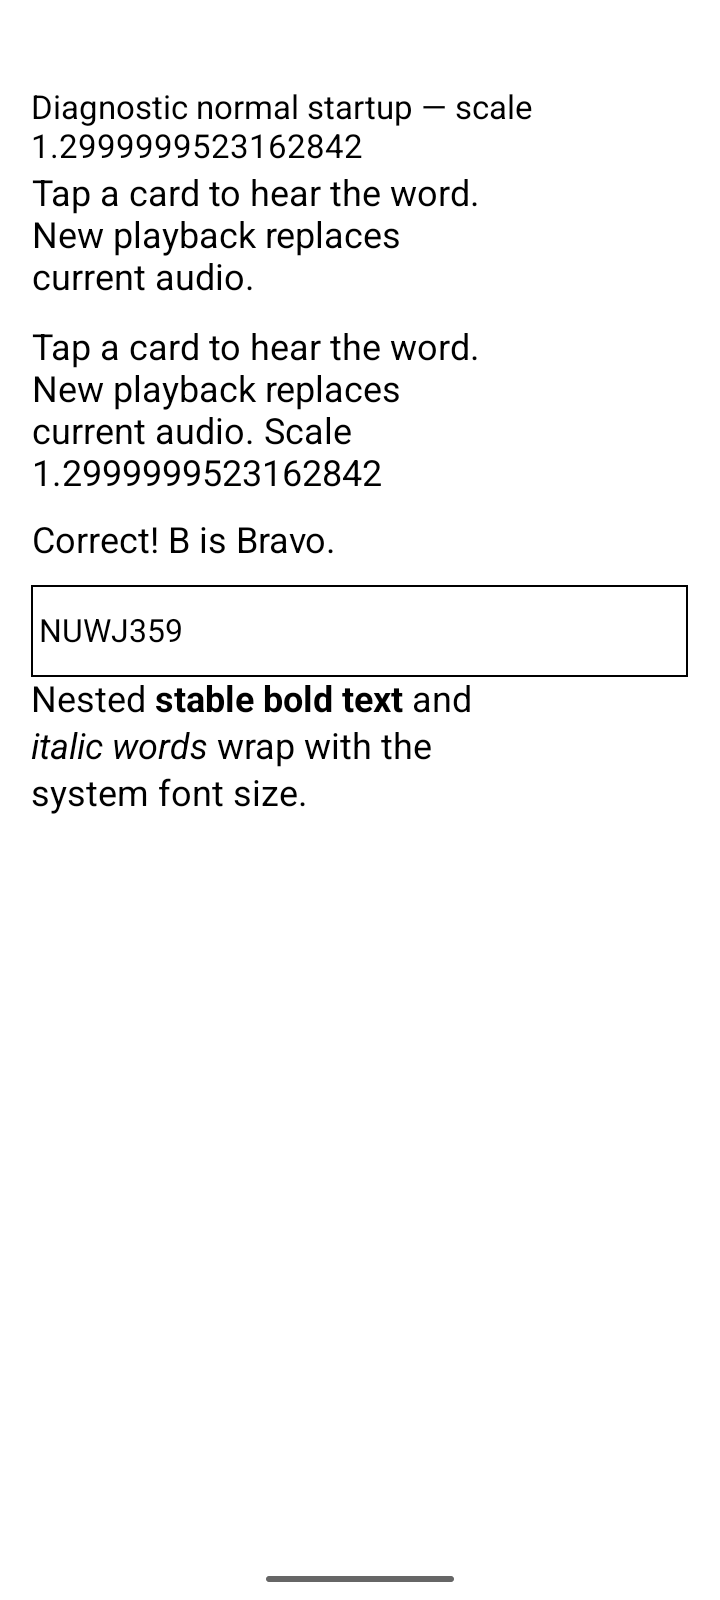 Diagnostic normal startup — scale
1.2999999523162842
Tap a card to hear the word.
New playback replaces
current audio.
Tap a card to hear the word.
New playback replaces
current audio. Scale
1.2999999523162842
Correct! B is Bravo.
NUWJ359
Nested stable bold text and
italic words wrap with the
system font size.